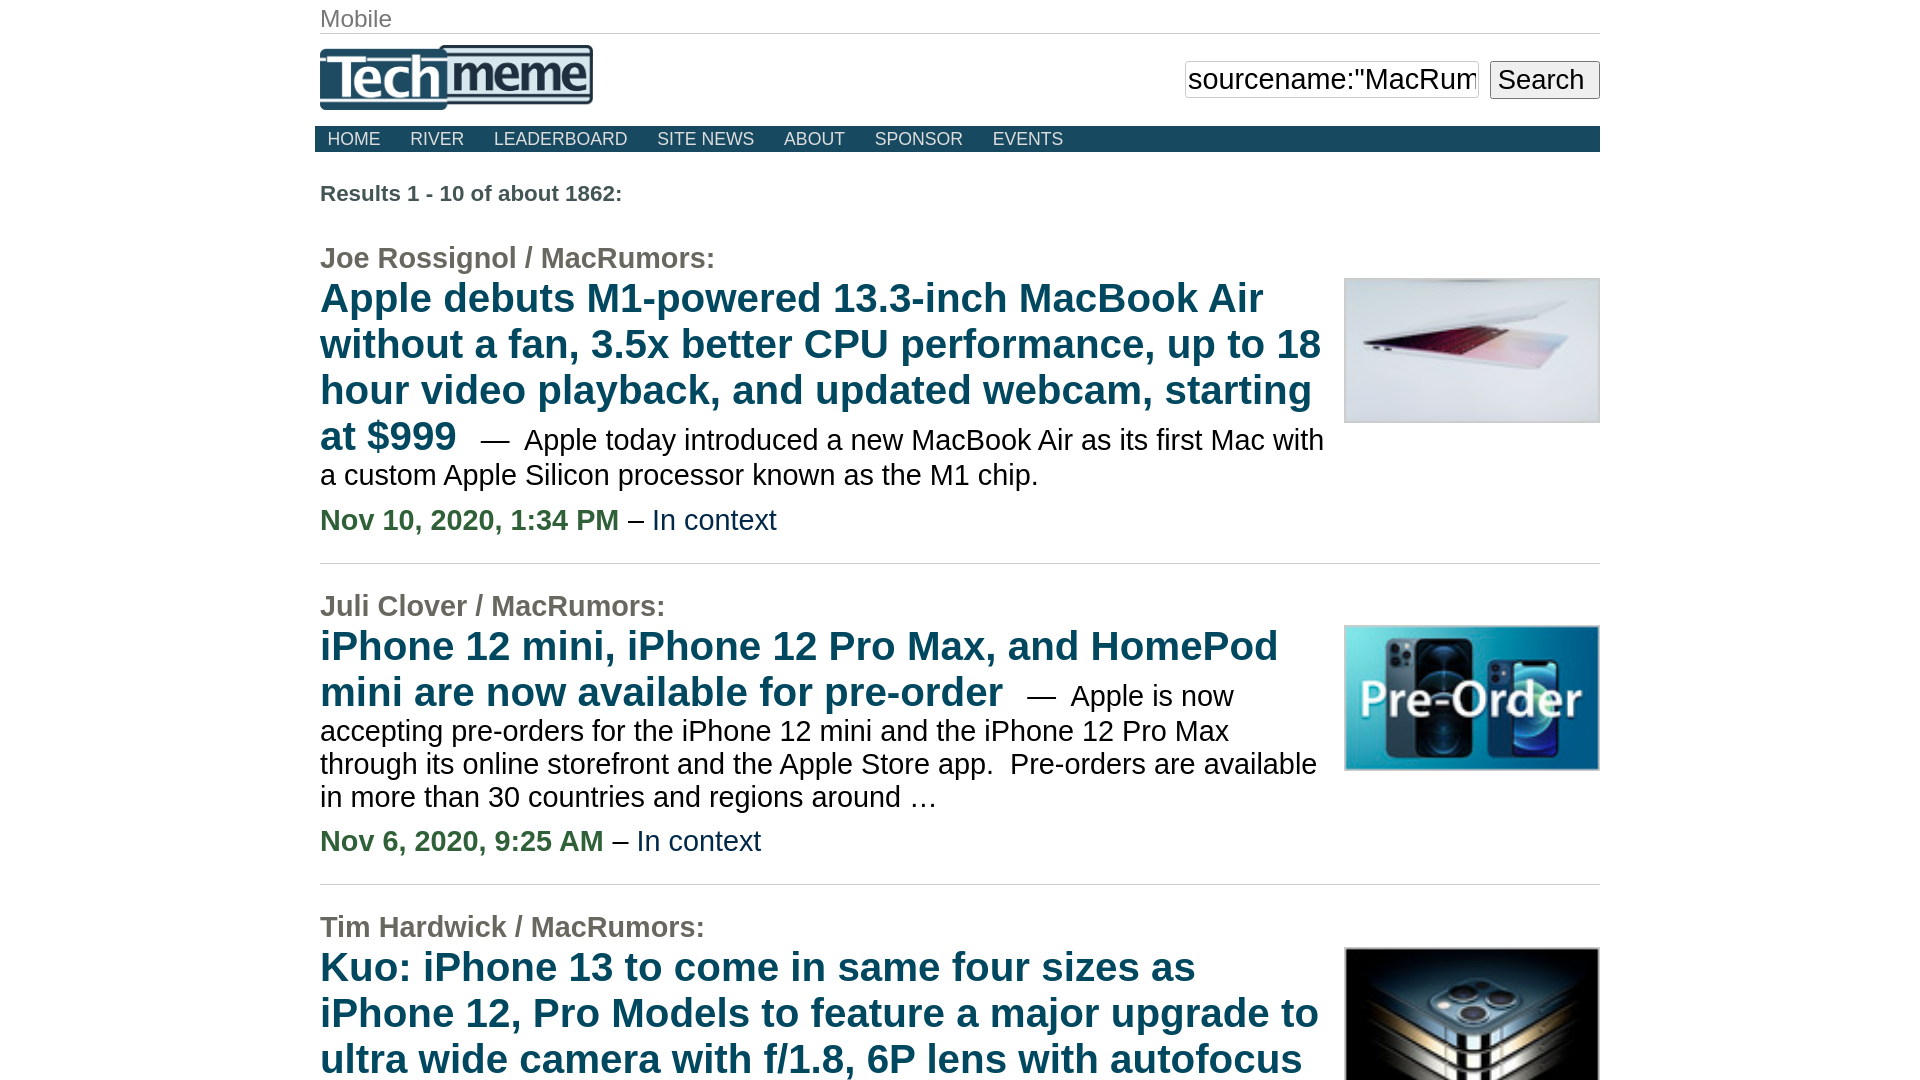 Mobile
Techmeme
sourcename:"MacRum
Search
HOME RIVER LEADERBOARD SITE NEWS ABOUT SPONSOR EVENTS
Results 1 - 10 of about 1862:
Joe Rossignol / MacRumors:
Apple debuts M1-powered 13.3-inch MacBook Air
without a fan, 3.5x better CPU performance, up to 18
hour video playback, and updated webcam, starting
at $999 — Apple today introduced a new MacBook Air as its first Mac with
a custom Apple Silicon processor known as the M1 chip.
Nov 10, 2020, 1:34 PM – In context
Juli Clover / MacRumors:
iPhone 12 mini, iPhone 12 Pro Max, and HomePod
mini are now available for pre-order — Apple is now
accepting pre-orders for the iPhone 12 mini and the iPhone 12 Pro Max
through its online storefront and the Apple Store app. Pre-orders are available
in more than 30 countries and regions around …
Pre-Order
Nov 6, 2020, 9:25 AM – In context
Tim Hardwick / MacRumors:
Kuo: iPhone 13 to come in same four sizes as
iPhone 12, Pro Models to feature a major upgrade to
ultra wide camera with f/1.8, 6P lens with autofocus